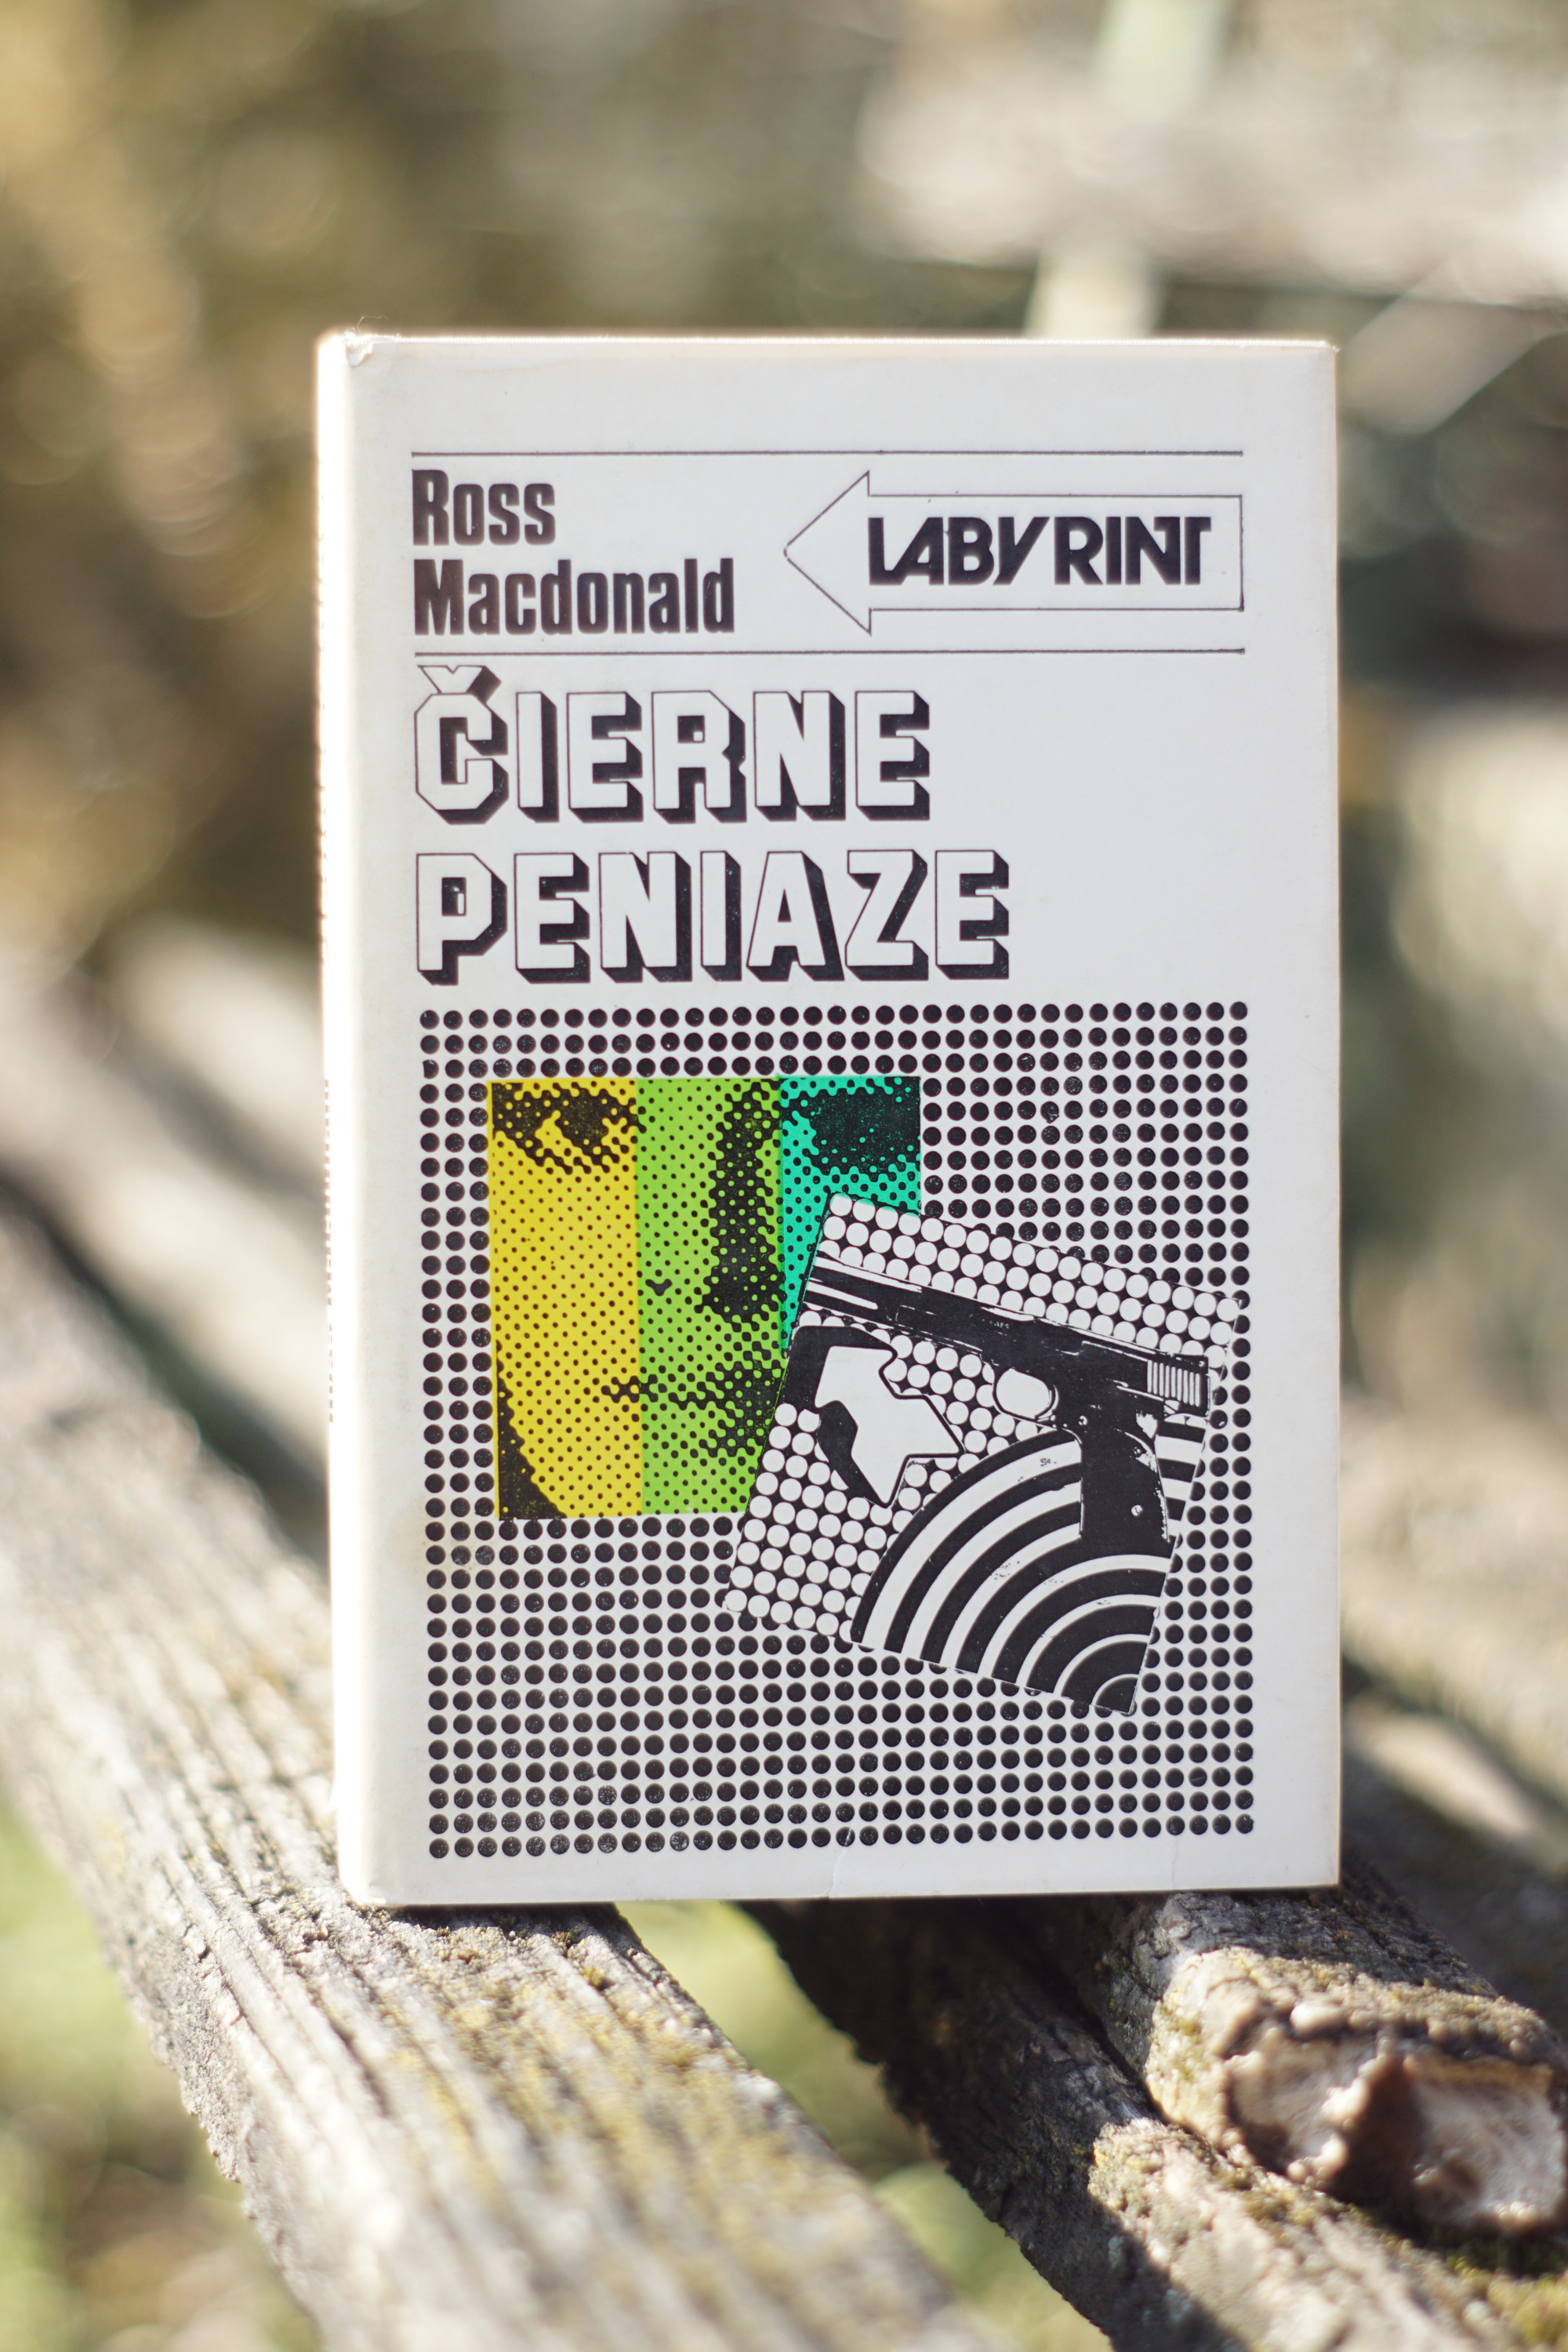 Ross
Macdonald
LABYRINT
ČIERNE
PENIAZE